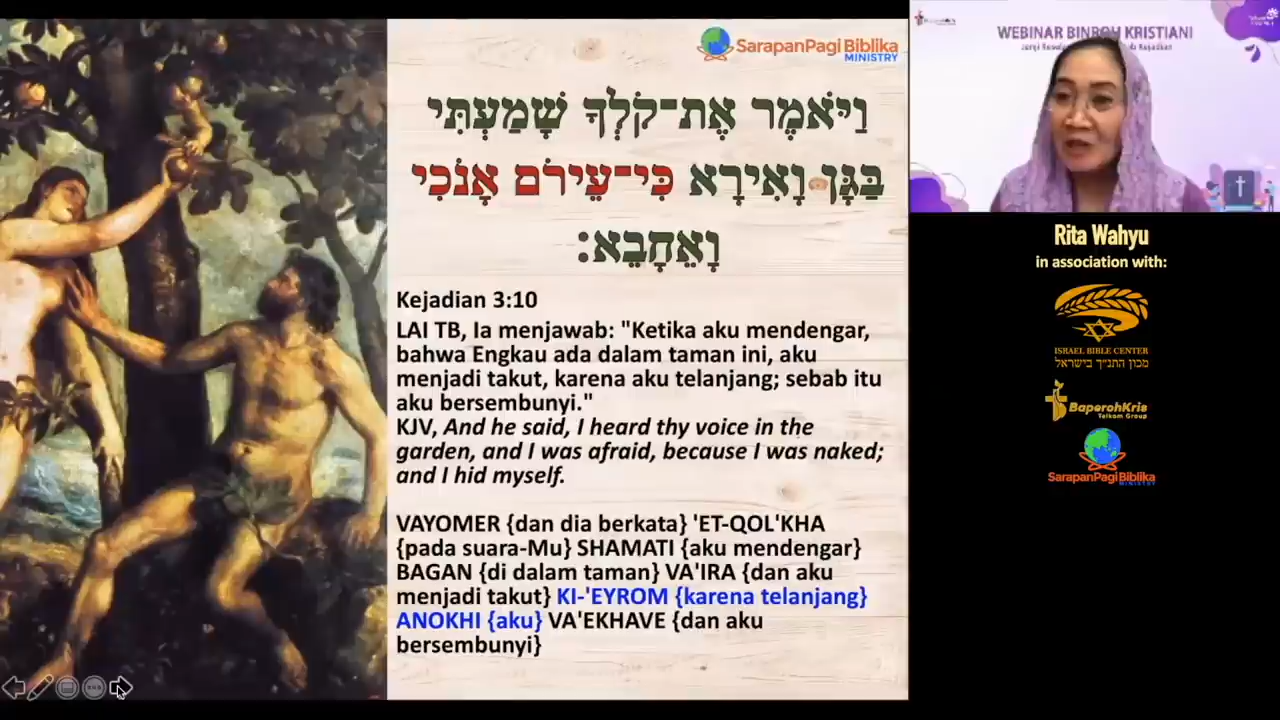 SarapanPagi Biblika
MINISTRY
וַיֹּאמֶר אֶת־קֹלְךָ שָׁמַעְתִּי
בַּגָּן וָאִירָא כִּי־עֵירֹם אָנֹכִי
וָאֵחָבֵא׃
Kejadian 3:10
LAI TB, Ia menjawab: "Ketika aku mendengar,
bahwa Engkau ada dalam taman ini, aku
menjadi takut, karena aku telanjang; sebab itu
aku bersembunyi."
KJV, And he said, I heard thy voice in the
garden, and I was afraid, because I was naked;
and I hid myself.
VAYOMER {dan dia berkata} 'ET-QOL'KHA
{pada suara-Mu} SHAMATI {aku mendengar}
BAGAN {di dalam taman} VA'IRA {dan aku
menjadi takut} KI-'EYROM {karena telanjang}
ANOKHI {aku} VA'EKHAVE {dan aku
bersembunyi}
WEBINAR BINROH KRISTIANI
Rita Wahyu
in association with:
ISRAEL BIBLE CENTER
מכון התנ״ך בישראל
BaperohKris
Telkom Group
SarapanPagi Biblika
MINISTRY